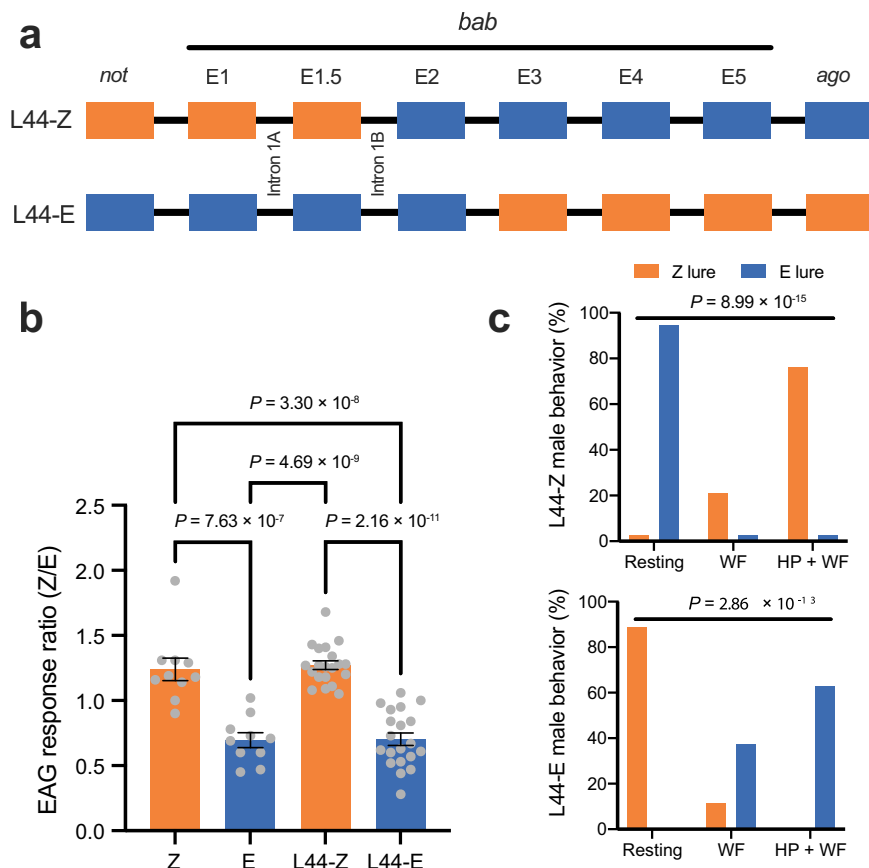 a
bab
not E1 E1.5 E2 E3 E4 E5 ago
L44-Z
Intron 1A
Intron 1B
L44-E
Z lure E lure
b
P = 3.30 × 10-8
P = 4.69 × 10-9
P = 7.63 × 10-7
P = 2.16 × 10-11
EAG response ratio (Z/E)
2.5
2.0
1.5
1.0
0.5
0.0
Z E L44-Z L44-E
c
P = 8.99 × 10-15
L44-Z male behavior (%)
100
80
60
40
20
0
Resting WF HP + WF
P = 2.86 × 10-13
L44-E male behavior (%)
100
80
60
40
20
0
Resting WF HP + WF